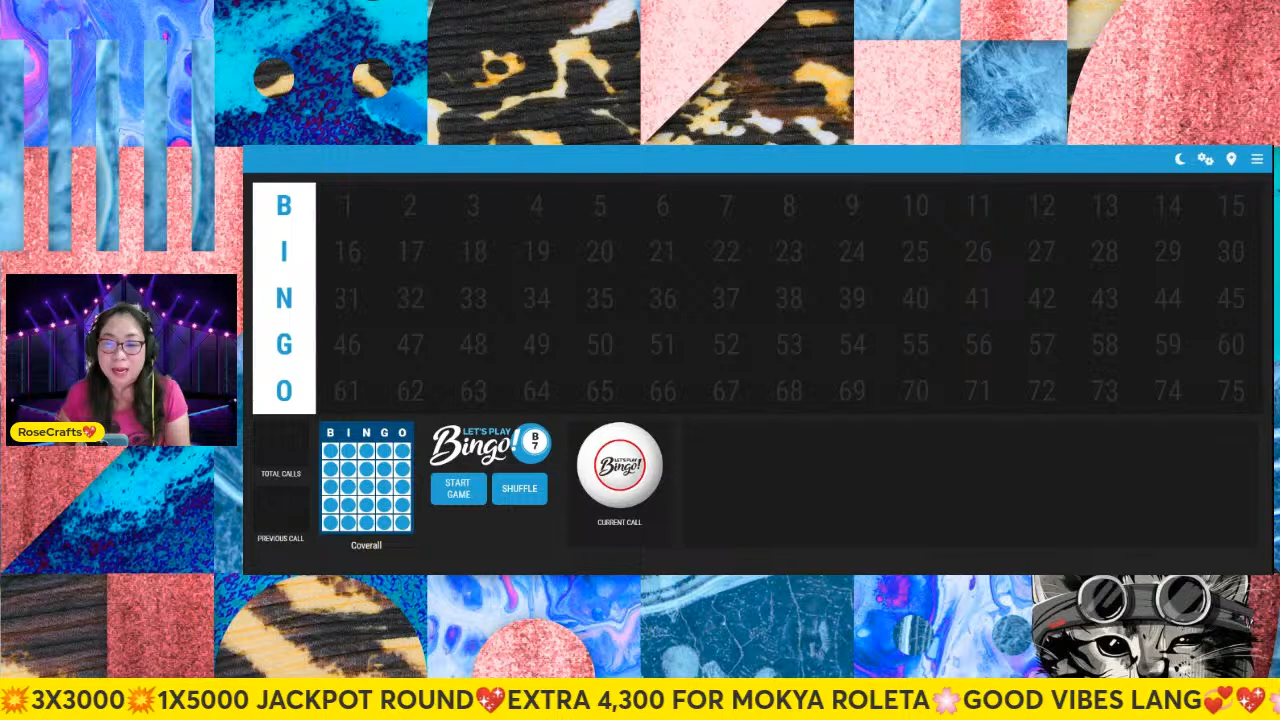 B 1 2 3 4 5 6 7 8 9 10 11 12 13 14 15
I 16 17 18 19 20 21 22 23 24 25 26 27 28 29 30
N 31 32 33 34 35 36 37 38 39 40 41 42 43 44 45
G 46 47 48 49 50 51 52 53 54 55 56 57 58 59 60
O 61 62 63 64 65 66 67 68 69 70 71 72 73 74 75
RoseCrafts💖
TOTAL CALLS
PREVIOUS CALL
B I N G O
Coverall
LET'S PLAY
Bingo!
B
7
START
GAME
SHUFFLE
LET'S PLAY
Bingo!
CURRENT CALL
💥3X3000💥1X5000 JACKPOT ROUND💖EXTRA 4,300 FOR MOKYA ROLETA🌸GOOD VIBES LANG💞💖